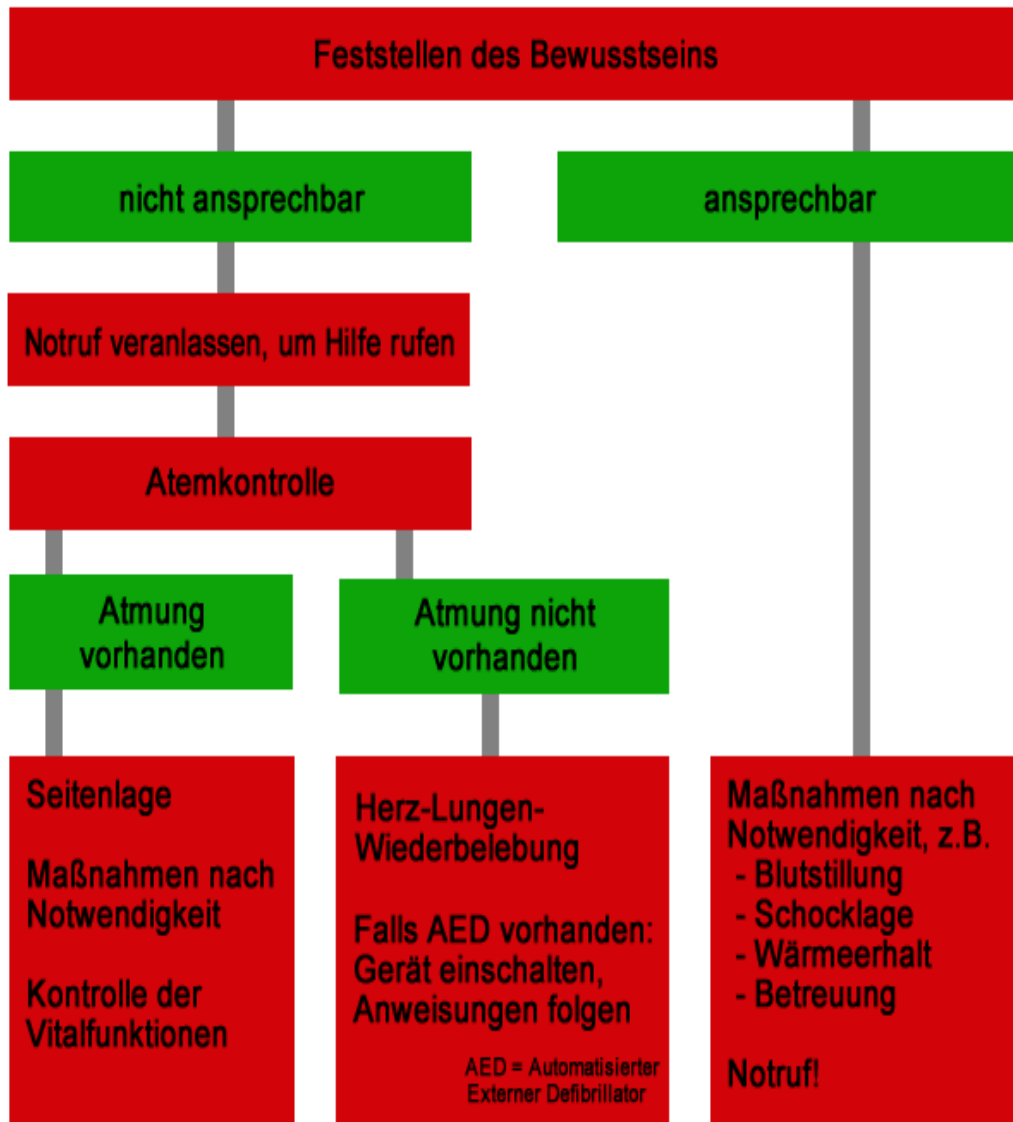 Feststellen des Bewusstseins
nicht ansprechbar
ansprechbar
Notruf veranlassen, um Hilfe rufen
Atemkontrolle
Atmung
vorhanden
Atmung nicht
vorhanden
Seitenlage
Maßnahmen nach
Notwendigkeit
Kontrolle der
Vitalfunktionen
Herz-Lungen-
Wiederbelebung
Falls AED vorhanden:
Gerät einschalten,
Anweisungen folgen
AED = Automatisierter
Externer Defibrillator
Maßnahmen nach
Notwendigkeit, z.B.
- Blutstillung
- Schocklage
- Wärmeerhalt
- Betreuung
Notruf!